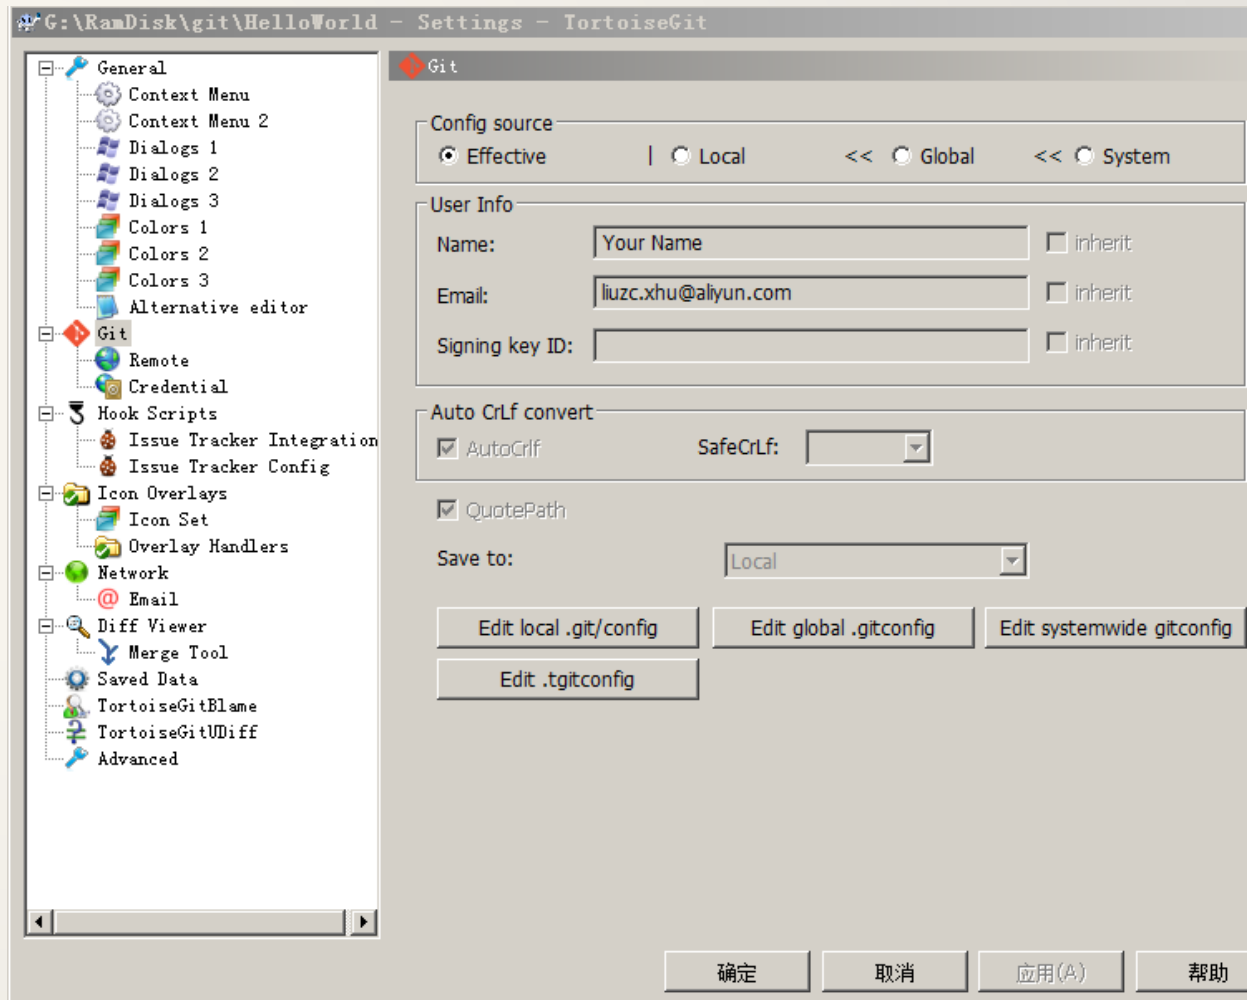 G:\RamDisk\git\HelloWorld - Settings - TortoiseGit
General
Context Menu
Context Menu 2
Dialogs 1
Dialogs 2
Dialogs 3
Colors 1
Colors 2
Colors 3
Alternative editor
Git
Remote
Credential
Hook Scripts
Issue Tracker Integration
Issue Tracker Config
Icon Overlays
Icon Set
Overlay Handlers
Network
Email
Diff Viewer
Merge Tool
Saved Data
TortoiseGitBlame
TortoiseGitUDiff
Advanced
Git
Config source
Effective | Local << Global << System
User Info
Name: Your Name inherit
Email: liuzc.xhu@aliyun.com inherit
Signing key ID: inherit
Auto CrLf convert
AutoCrlf SafeCrLf:
QuotePath
Save to: Local
Edit local .git/config Edit global .gitconfig Edit systemwide gitconfig
Edit .tgitconfig
确定 取消 应用(A) 帮助